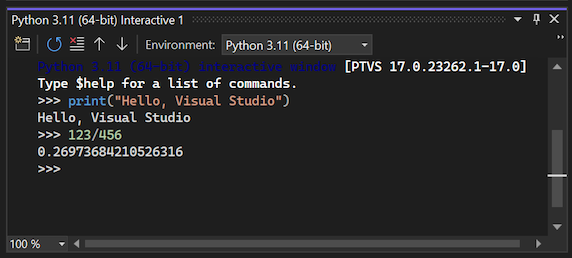 Python 3.11 (64-bit) Interactive 1
Environment: Python 3.11 (64-bit)
Python 3.11 (64-bit) interactive window [PTVS 17.0.23262.1-17.0]
Type $help for a list of commands.
>>> print("Hello, Visual Studio")
Hello, Visual Studio
>>> 123/456
0.26973684210526316
>>>
100 %